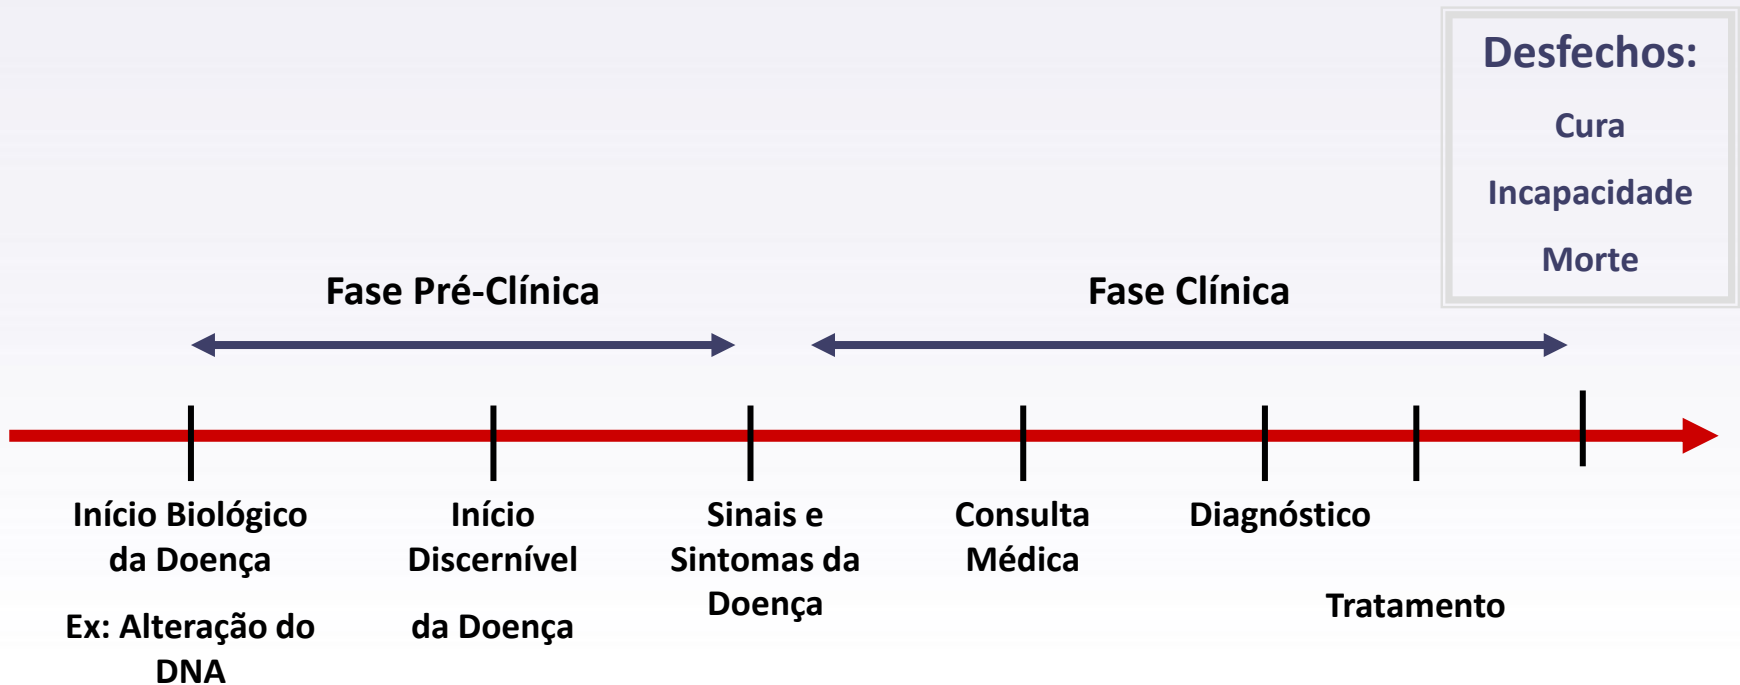 Desfechos:
Cura
Incapacidade
Morte
Fase Pré-Clínica
Fase Clínica
Início Biológico
da Doença
Ex: Alteração do
DNA
Início
Discernível
da Doença
Sinais e
Sintomas da
Doença
Consulta
Médica
Diagnóstico
Tratamento